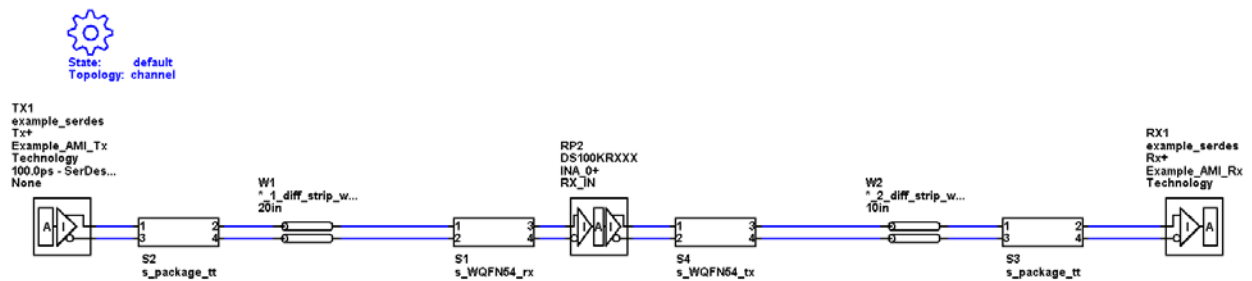 State: default
Topology: channel
TX1
example_serdes
Tx+
Example_AMI_Tx
Technology
100.0ps - SerDes...
None
RP2
DS100KRXXX
INA_0+
RX_IN
RX1
example_serdes
Rx+
Example_AMI_Rx
Technology
W1
*_1_diff_strip_w...
20in
W2
*_2_diff_strip_w...
10in
A I
1 2
3 4
1 3
2 4
I A I
1 3
2 4
1 2
3 4
I A
S2
s_package_tt
S1
s_WQFN54_rx
S4
s_WQFN54_tx
S3
s_package_tt